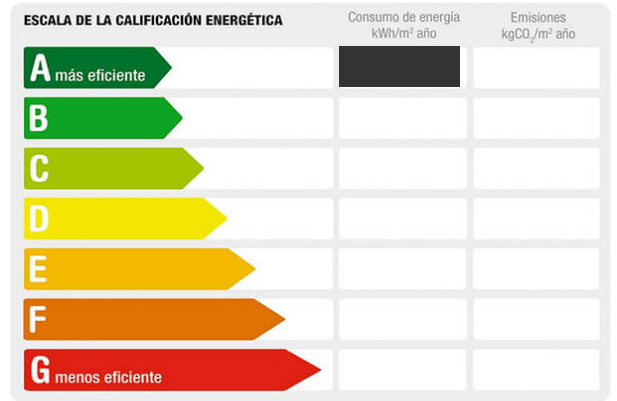 ESCALA DE LA CALIFICACIÓN ENERGÉTICA
Consumo de energía
kWh/m² año
Emisiones
kgCO₂/m² año
A más eficiente
B
C
D
E
F
G menos eficiente